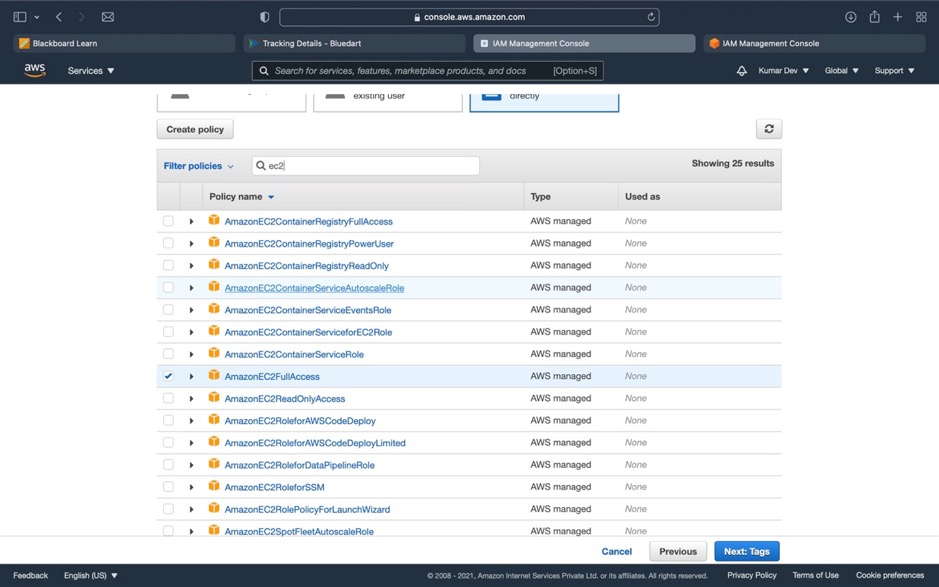 console.aws.amazon.com
Blackboard Learn
Tracking Details - Bluedart
IAM Management Console
IAM Management Console
aws
Services
Search for services, features, marketplace products, and docs [Option+S]
Kumar Dev
Global
Support
existing user
directly
Create policy
Filter policies
ec2
Showing 25 results
Policy name Type Used as
AmazonEC2ContainerRegistryFullAccess AWS managed None
AmazonEC2ContainerRegistryPowerUser AWS managed None
AmazonEC2ContainerRegistryReadOnly AWS managed None
AmazonEC2ContainerServiceAutoscaleRole AWS managed None
AmazonEC2ContainerServiceEventsRole AWS managed None
AmazonEC2ContainerServiceforEC2Role AWS managed None
AmazonEC2ContainerServiceRole AWS managed None
AmazonEC2FullAccess AWS managed None
AmazonEC2ReadOnlyAccess AWS managed None
AmazonEC2RoleforAWSCodeDeploy AWS managed None
AmazonEC2RoleforAWSCodeDeployLimited AWS managed None
AmazonEC2RoleforDataPipelineRole AWS managed None
AmazonEC2RoleforSSM AWS managed None
AmazonEC2RolePolicyForLaunchWizard AWS managed None
AmazonEC2SpotFleetAutoscaleRole AWS managed None
Cancel
Previous
Next: Tags
Feedback
English (US)
© 2008 - 2021, Amazon Internet Services Private Ltd. or its affiliates. All rights reserved.
Privacy Policy
Terms of Use
Cookie preferences